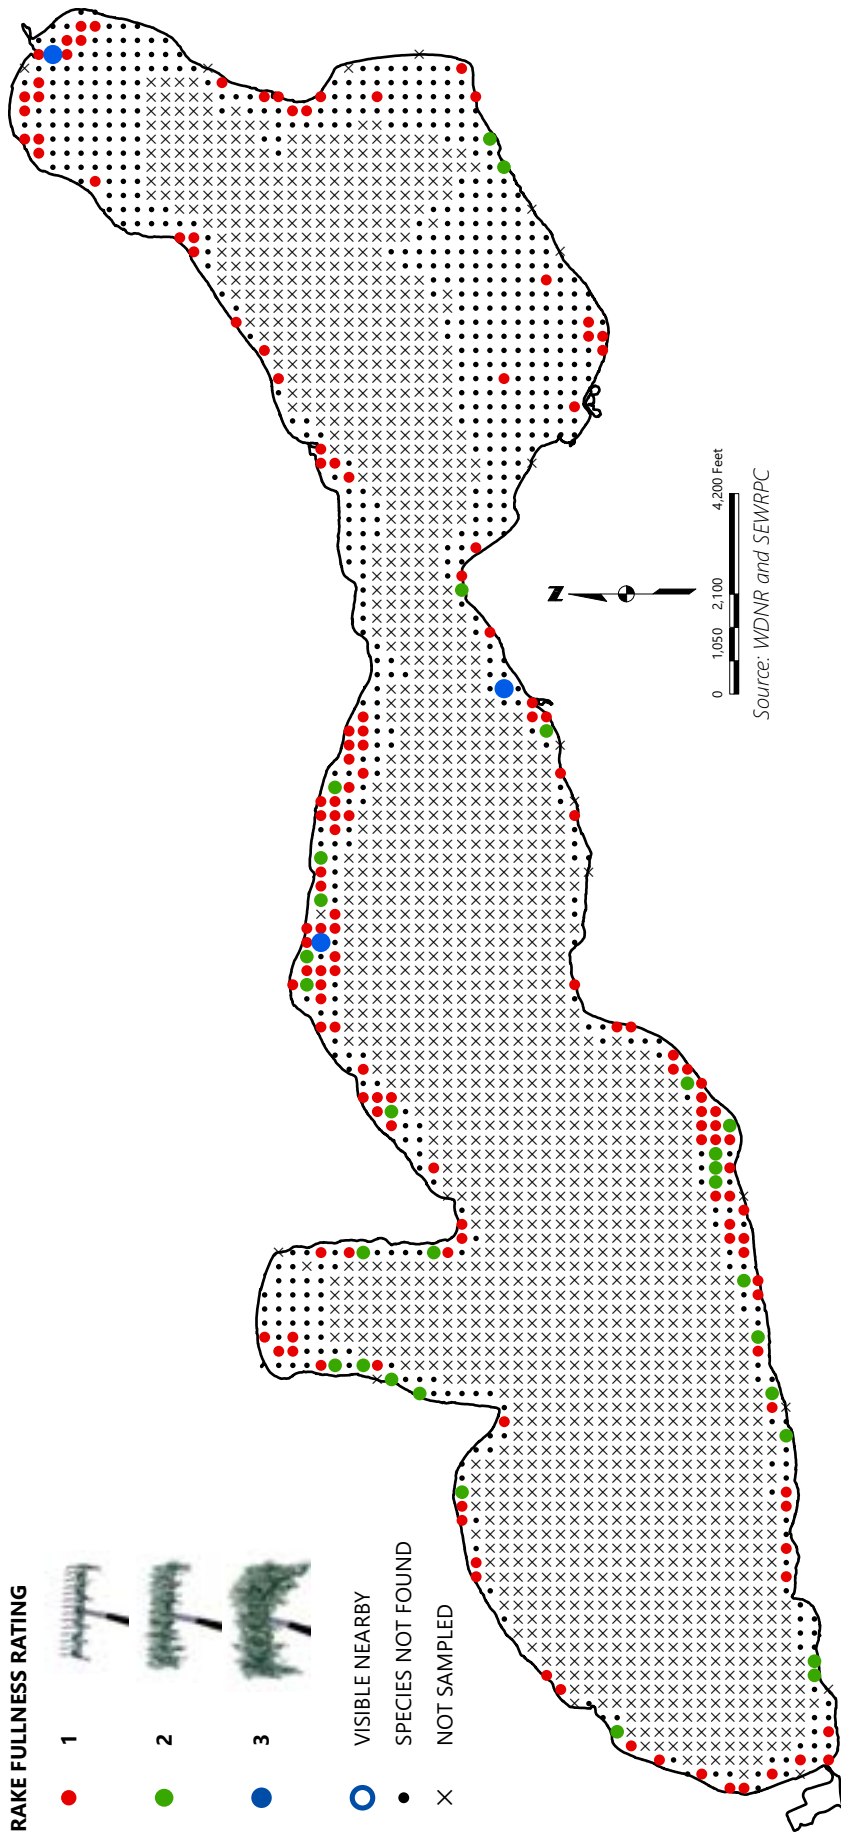 RAKE FULLNESS RATING
1
2
3
VISIBLE NEARBY
SPECIES NOT FOUND
NOT SAMPLED
N
0 1,050 2,100 4,200 Feet
Source: WDNR and SEWRPC